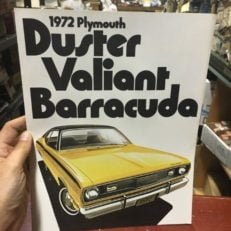 1972 Plymouth
Duster
Valiant
Barracuda